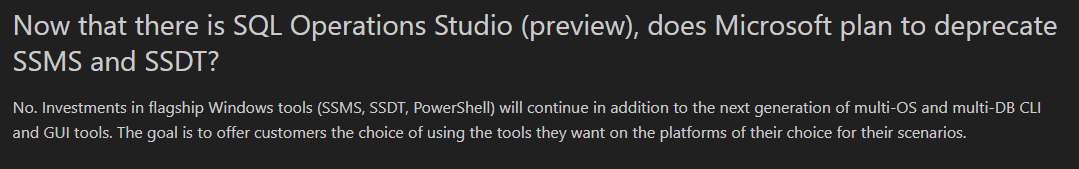 Now that there is SQL Operations Studio (preview), does Microsoft plan to deprecate
SSMS and SSDT?
No. Investments in flagship Windows tools (SSMS, SSDT, PowerShell) will continue in addition to the next generation of multi-OS and multi-DB CLI
and GUI tools. The goal is to offer customers the choice of using the tools they want on the platforms of their choice for their scenarios.